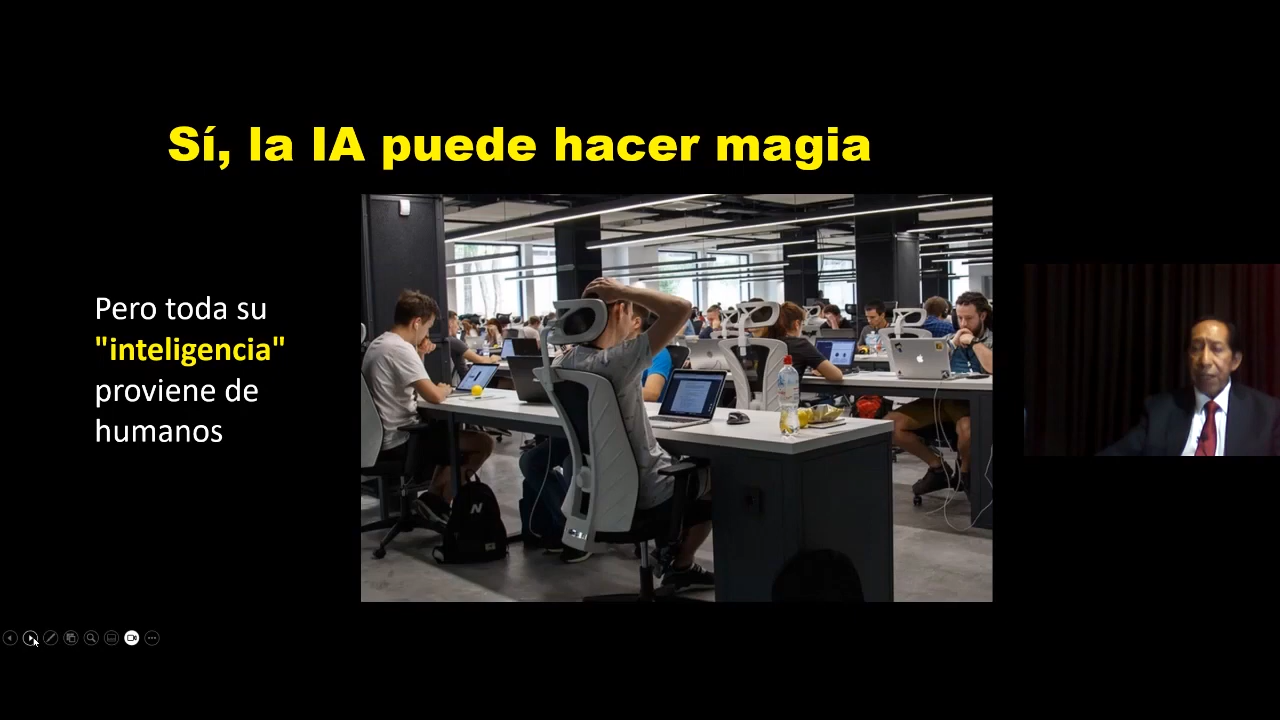 Sí, la IA puede hacer magia
Pero toda su
"inteligencia"
proviene de
humanos
N